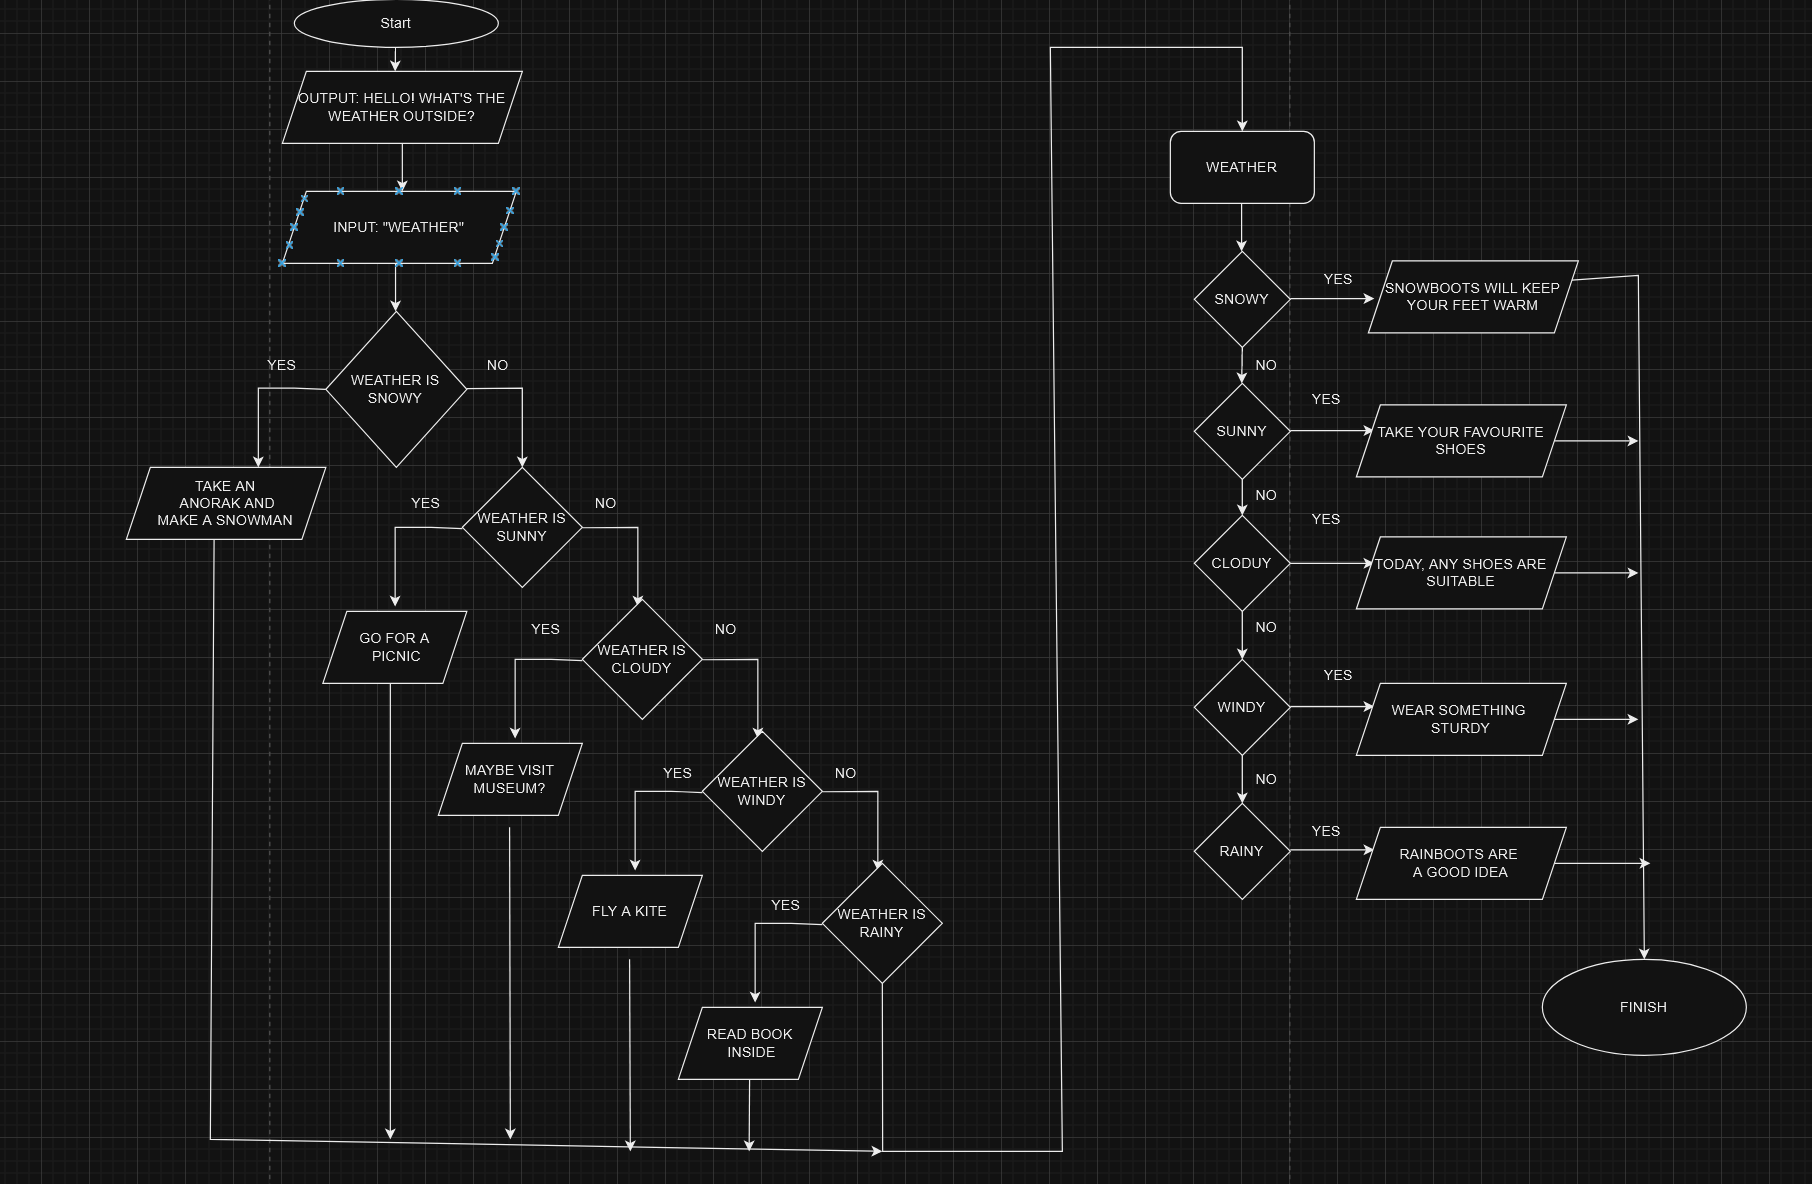 Start
OUTPUT: HELLO! WHAT'S THE
WEATHER OUTSIDE?
INPUT: "WEATHER"
YES
NO
WEATHER IS
SNOWY
TAKE AN
ANORAK AND
MAKE A SNOWMAN
YES
NO
WEATHER IS
SUNNY
GO FOR A
PICNIC
YES
NO
WEATHER IS
CLOUDY
MAYBE VISIT
MUSEUM?
YES
NO
WEATHER IS
WINDY
FLY A KITE
YES
WEATHER IS
RAINY
READ BOOK
INSIDE
WEATHER
SNOWY
YES
SNOWBOOTS WILL KEEP
YOUR FEET WARM
NO
SUNNY
YES
TAKE YOUR FAVOURITE
SHOES
NO
CLODUY
YES
TODAY, ANY SHOES ARE
SUITABLE
NO
WINDY
YES
WEAR SOMETHING
STURDY
NO
RAINY
YES
RAINBOOTS ARE
A GOOD IDEA
FINISH